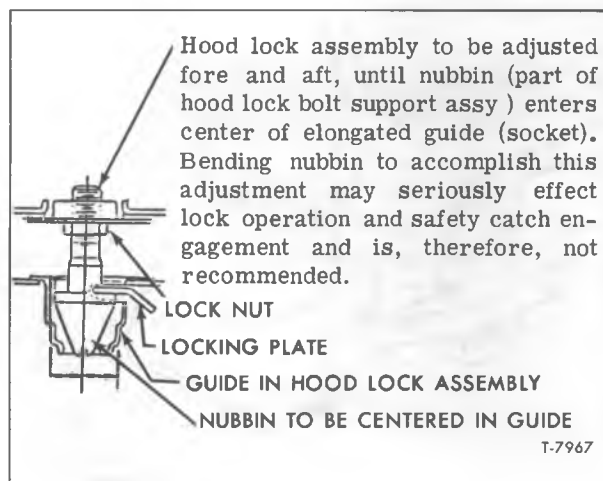 Hood lock assembly to be adjusted
fore and aft, until nubbin (part of
hood lock bolt support assy ) enters
center of elongated guide (socket).
Bending nubbin to accomplish this
adjustment may seriously effect
lock operation and safety catch en-
gagement and is, therefore, not
recommended.
LOCK NUT
LOCKING PLATE
GUIDE IN HOOD LOCK ASSEMBLY
NUBBIN TO BE CENTERED IN GUIDE
T-7967